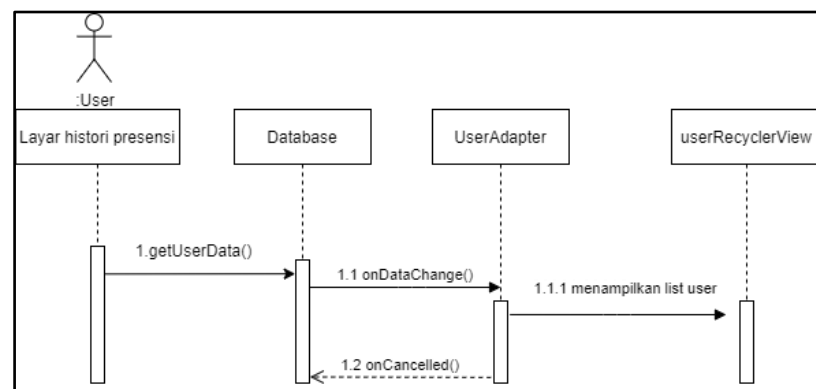 :User
Layar histori presensi
Database
UserAdapter
userRecyclerView
1.getUserData()
1.1 onDataChange()
1.1.1 menampilkan list user
1.2 onCancelled()